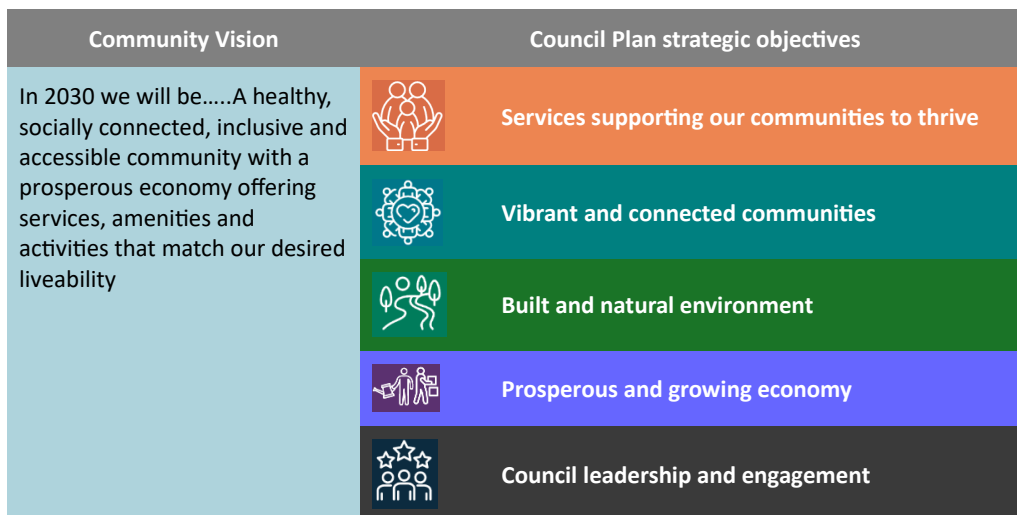 Community Vision
Council Plan strategic objectives
In 2030 we will be.....A healthy,
socially connected, inclusive and
accessible community with a
prosperous economy offering
services, amenities and
activities that match our desired
liveability
Services supporting our communities to thrive
Vibrant and connected communities
Built and natural environment
Prosperous and growing economy
Council leadership and engagement